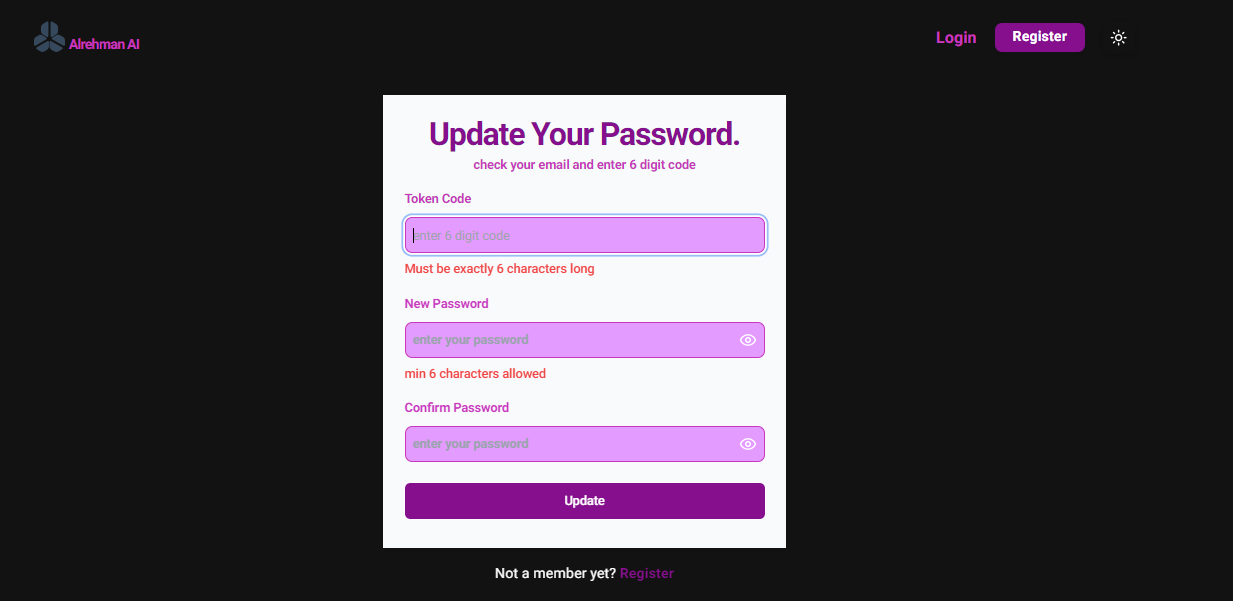 Alrehman AI
Login
Register
Update Your Password.
check your email and enter 6 digit code
Token Code
enter 6 digit code
Must be exactly 6 characters long
New Password
enter your password
min 6 characters allowed
Confirm Password
enter your password
Update
Not a member yet? Register